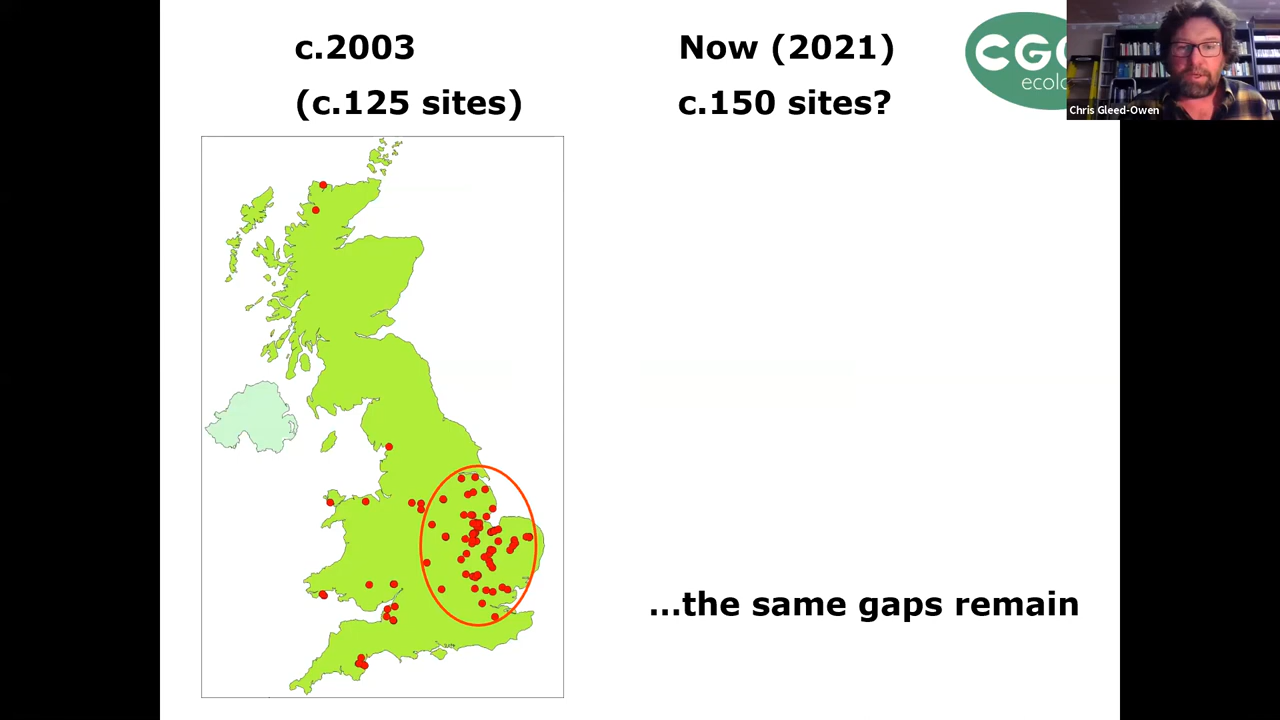 c.2003
(c.125 sites)
Now (2021)
c.150 sites?
CGO
ecolo
Chris Gleed-Owen
...the same gaps remain